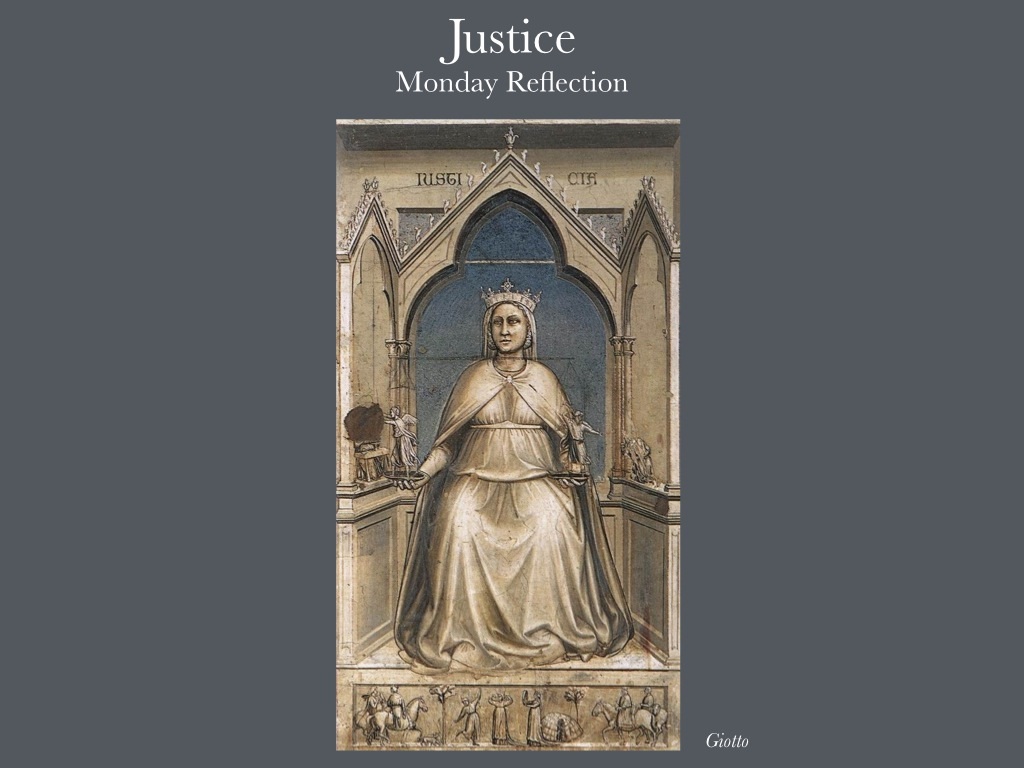 Justice
Monday Reflection
IUSTI CIA
Giotto